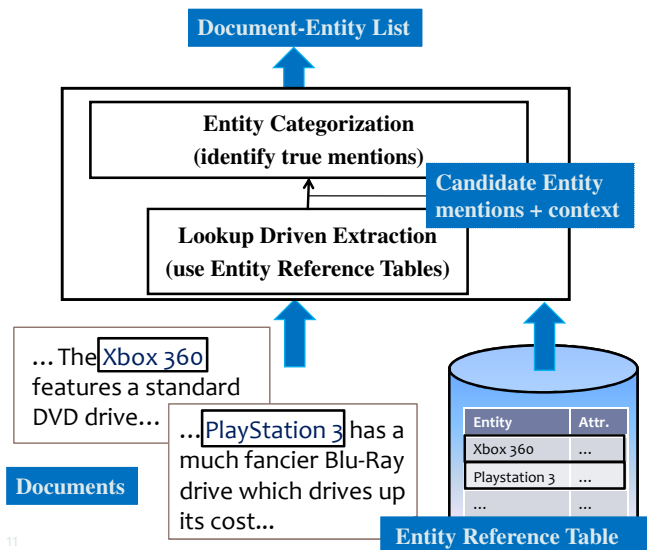 Document-Entity List
Entity Categorization
(identify true mentions)
Candidate Entity
mentions + context
Lookup Driven Extraction
(use Entity Reference Tables)
... The Xbox 360
features a standard
DVD drive...
...PlayStation 3 has a
much fancier Blu-Ray
drive which drives up
its cost...
Documents
Entity Attr.
Xbox 360 ...
Playstation 3 ...
... ...
Entity Reference Table
11